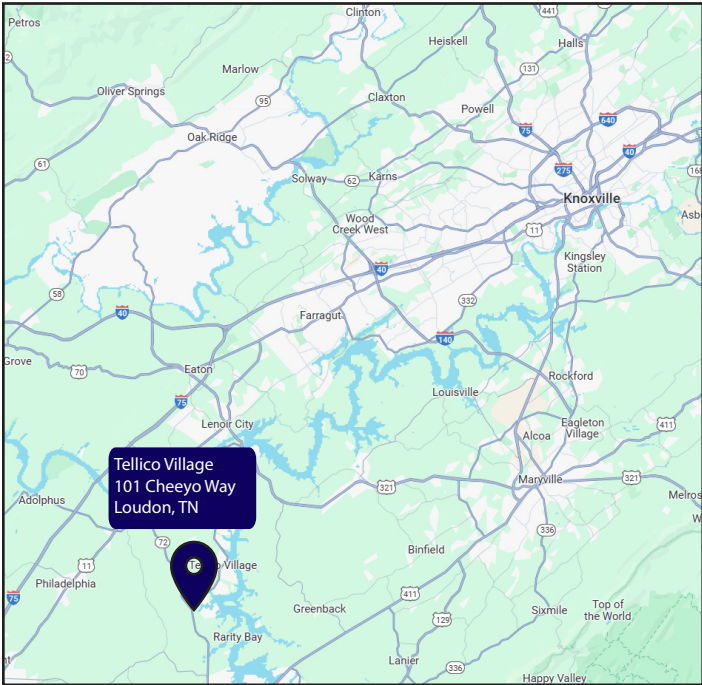 Petros
Clinton
441
Heiskell
Halls
Marlow
131
Oliver Springs
95
Claxton
Powell
75
640
Oak Ridge
40
61
275
168
Solway
62
Karns
Knoxville
Wood
Creek West
11
Kingsley
Station
40
58
332
40
Farragut
140
Grove
70
Eaton
Rockford
75
Louisville
Lenoir City
Eagleton
Village
411
Alcoa
Tellico Village
101 Cheeyo Way
Loudon, TN
321
Maryville
321
Adolphus
336
72
Binfield
11
Philadelphia
411
75
Greenback
129
Sixmile
Top of
the World
Rarity Bay
Lanier
336
Happy Valley